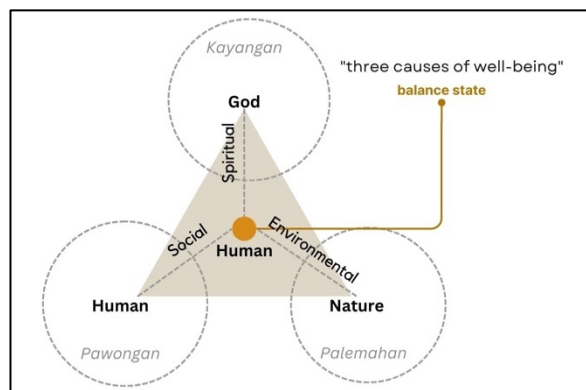 Kayangan
"three causes of well-being"
balance state
God
Spiritual
Social
Environmental
Human
Human
Nature
Pawongan
Palemahan